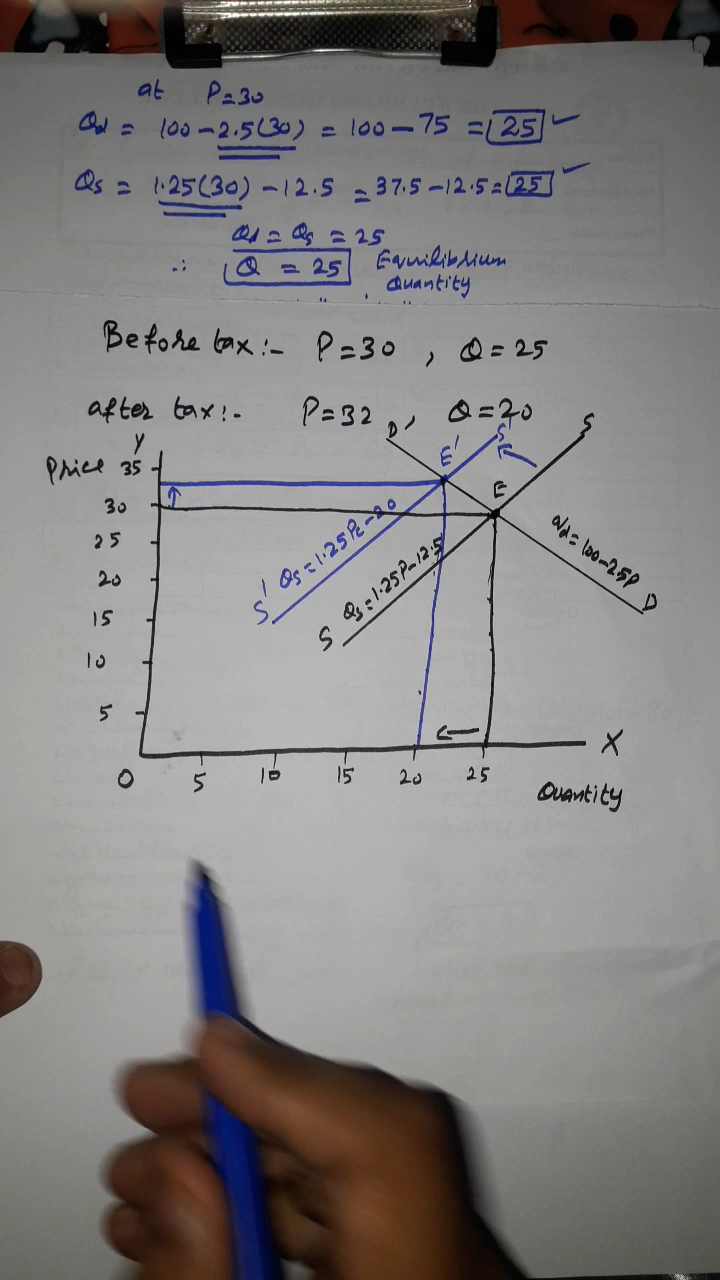 at P=30
Qd = 100-2.5(30) = 100-75 = 25
Qs = 1.25(30) -12.5 = 37.5-12.5= 25
Qd = Qs = 25
∴ Q = 25 Equilibrium
Quantity
Before tax:- P=30 , Q=25
after tax:- P=32 , Q=20
Y
D'
S'
S
Price 35
E'
E
30
25
20
15
10
5
S' Qs=1.25Pc-20
S Qs=1.25P-12.5
Qd=100-2.5P D
0 5 10 15 20 25 X
Quantity